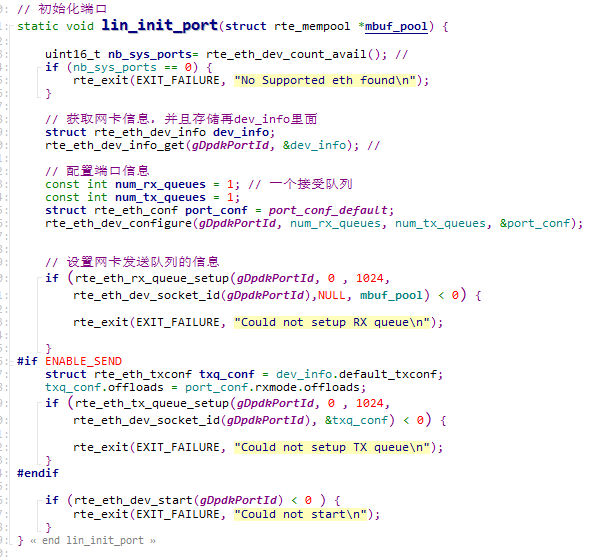 // 初始化端口
static void lin_init_port(struct rte_mempool *mbuf_pool) {
uint16_t nb_sys_ports= rte_eth_dev_count_avail(); //
if (nb_sys_ports == 0) {
rte_exit(EXIT_FAILURE, "No Supported eth found\n");
}
// 获取网卡信息，并且存储再dev_info里面
struct rte_eth_dev_info dev_info;
rte_eth_dev_info_get(gDpdkPortId, &dev_info); //
// 配置端口信息
const int num_rx_queues = 1; // 一个接受队列
const int num_tx_queues = 1;
struct rte_eth_conf port_conf = port_conf_default;
rte_eth_dev_configure(gDpdkPortId, num_rx_queues, num_tx_queues, &port_conf);
// 设置网卡发送队列的信息
if (rte_eth_rx_queue_setup(gDpdkPortId, 0 , 1024,
rte_eth_dev_socket_id(gDpdkPortId),NULL, mbuf_pool) < 0) {
rte_exit(EXIT_FAILURE, "Could not setup RX queue\n");
}
#if ENABLE_SEND
struct rte_eth_txconf txq_conf = dev_info.default_txconf;
txq_conf.offloads = port_conf.rxmode.offloads;
if (rte_eth_tx_queue_setup(gDpdkPortId, 0 , 1024,
rte_eth_dev_socket_id(gDpdkPortId), &txq_conf) < 0) {
rte_exit(EXIT_FAILURE, "Could not setup TX queue\n");
}
#endif
if (rte_eth_dev_start(gDpdkPortId) < 0 ) {
rte_exit(EXIT_FAILURE, "Could not start\n");
}
} « end lin_init_port »